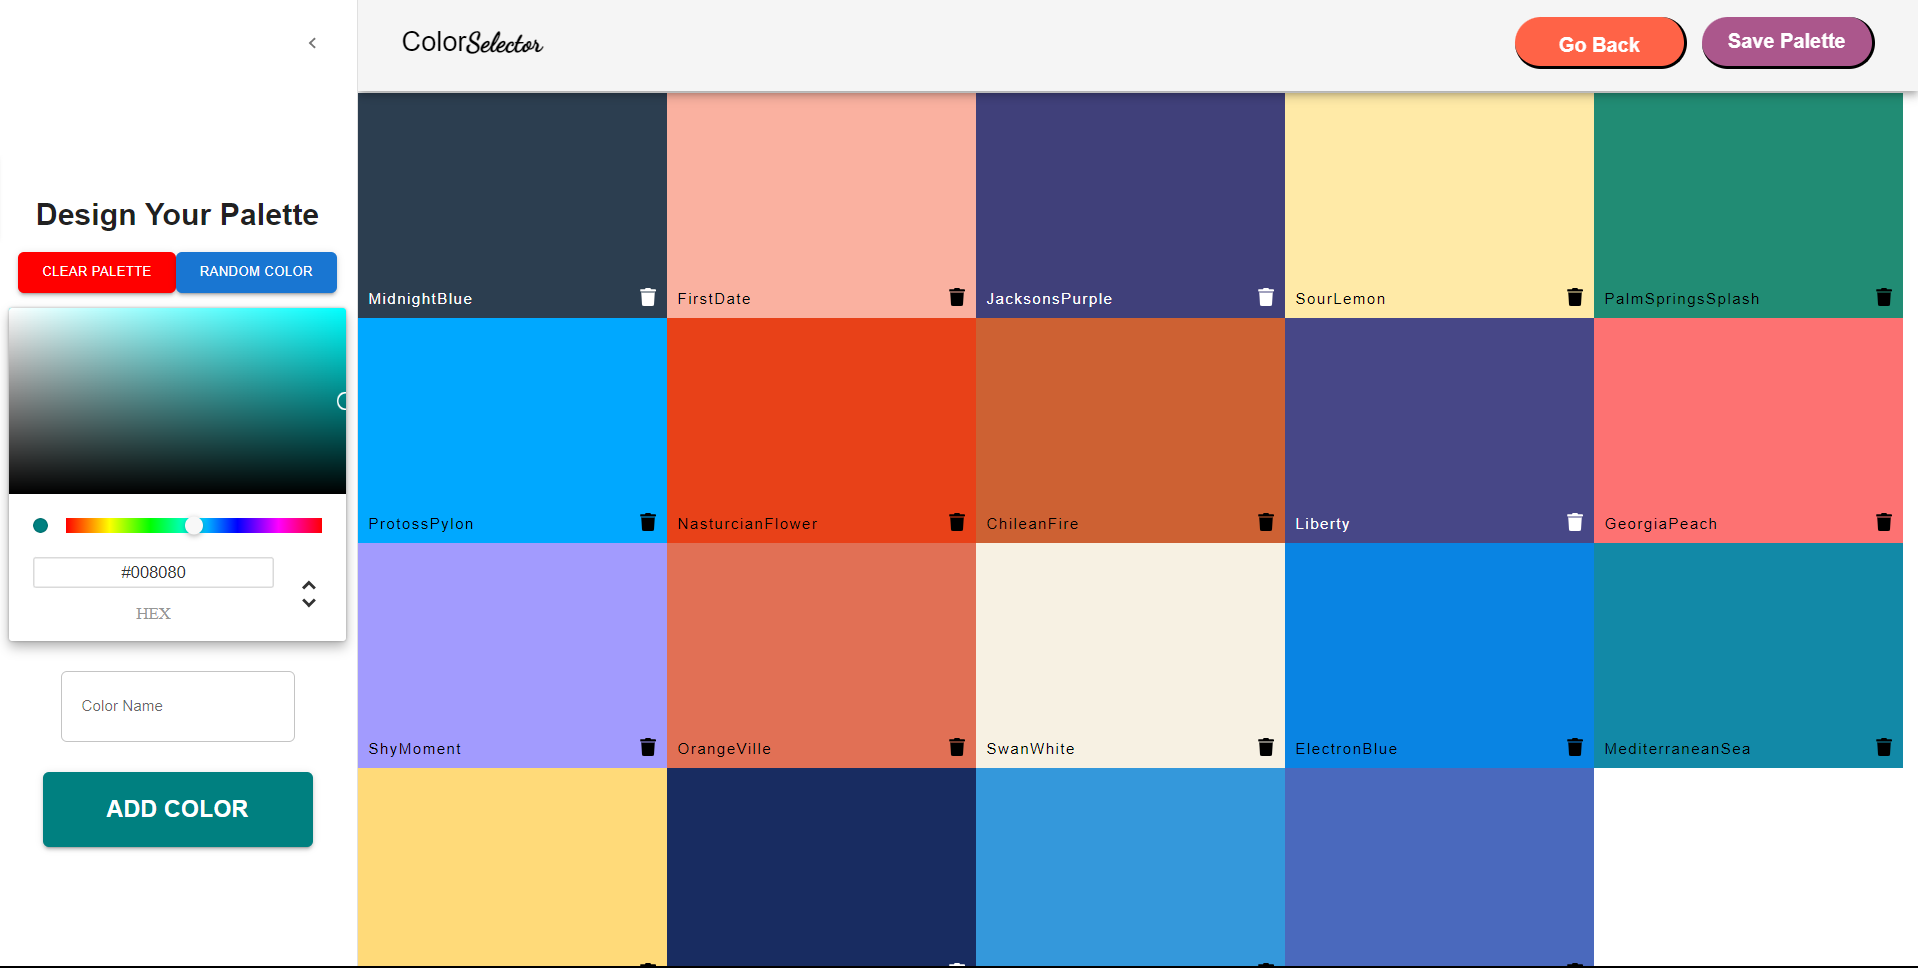 ColorSelector
Go Back
Save Palette
Design Your Palette
CLEAR PALETTE
RANDOM COLOR
#008080
HEX
Color Name
ADD COLOR
MidnightBlue
FirstDate
JacksonsPurple
SourLemon
PalmSpringsSplash
ProtossPylon
NasturcianFlower
ChileanFire
Liberty
GeorgiaPeach
ShyMoment
OrangeVille
SwanWhite
ElectronBlue
MediterraneanSea